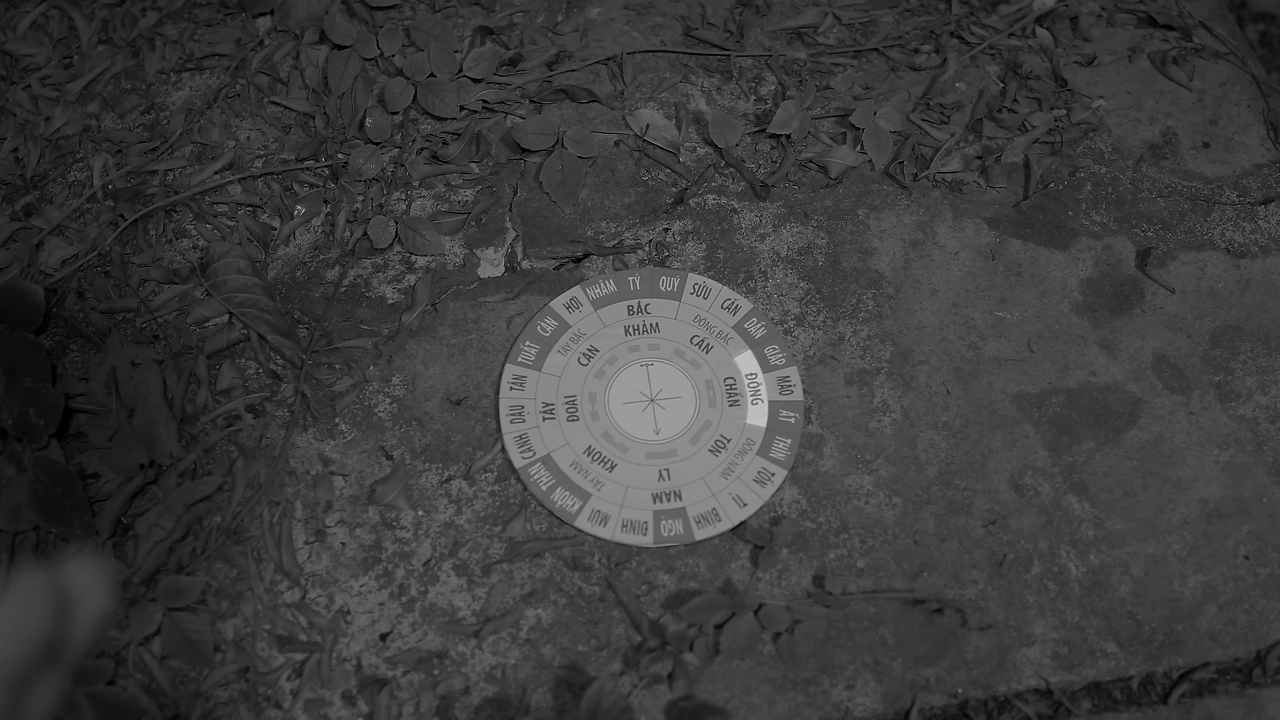 NHÂM TÝ QUÝ SỬU CẤN DẦN GIÁP MÃO ẤT THÌN TỐN TỊ BÍNH NGỌ ĐINH MÙI KHÔN THÂN CANH DẬU TÂN TUẤT CÀN HỢI
BẮC ĐÔNG BẮC ĐÔNG ĐÔNG NAM NAM TÂY NAM TÂY TÂY BẮC
KHẢM CẤN CHẤN TỐN LY KHÔN ĐOÀI CÀN